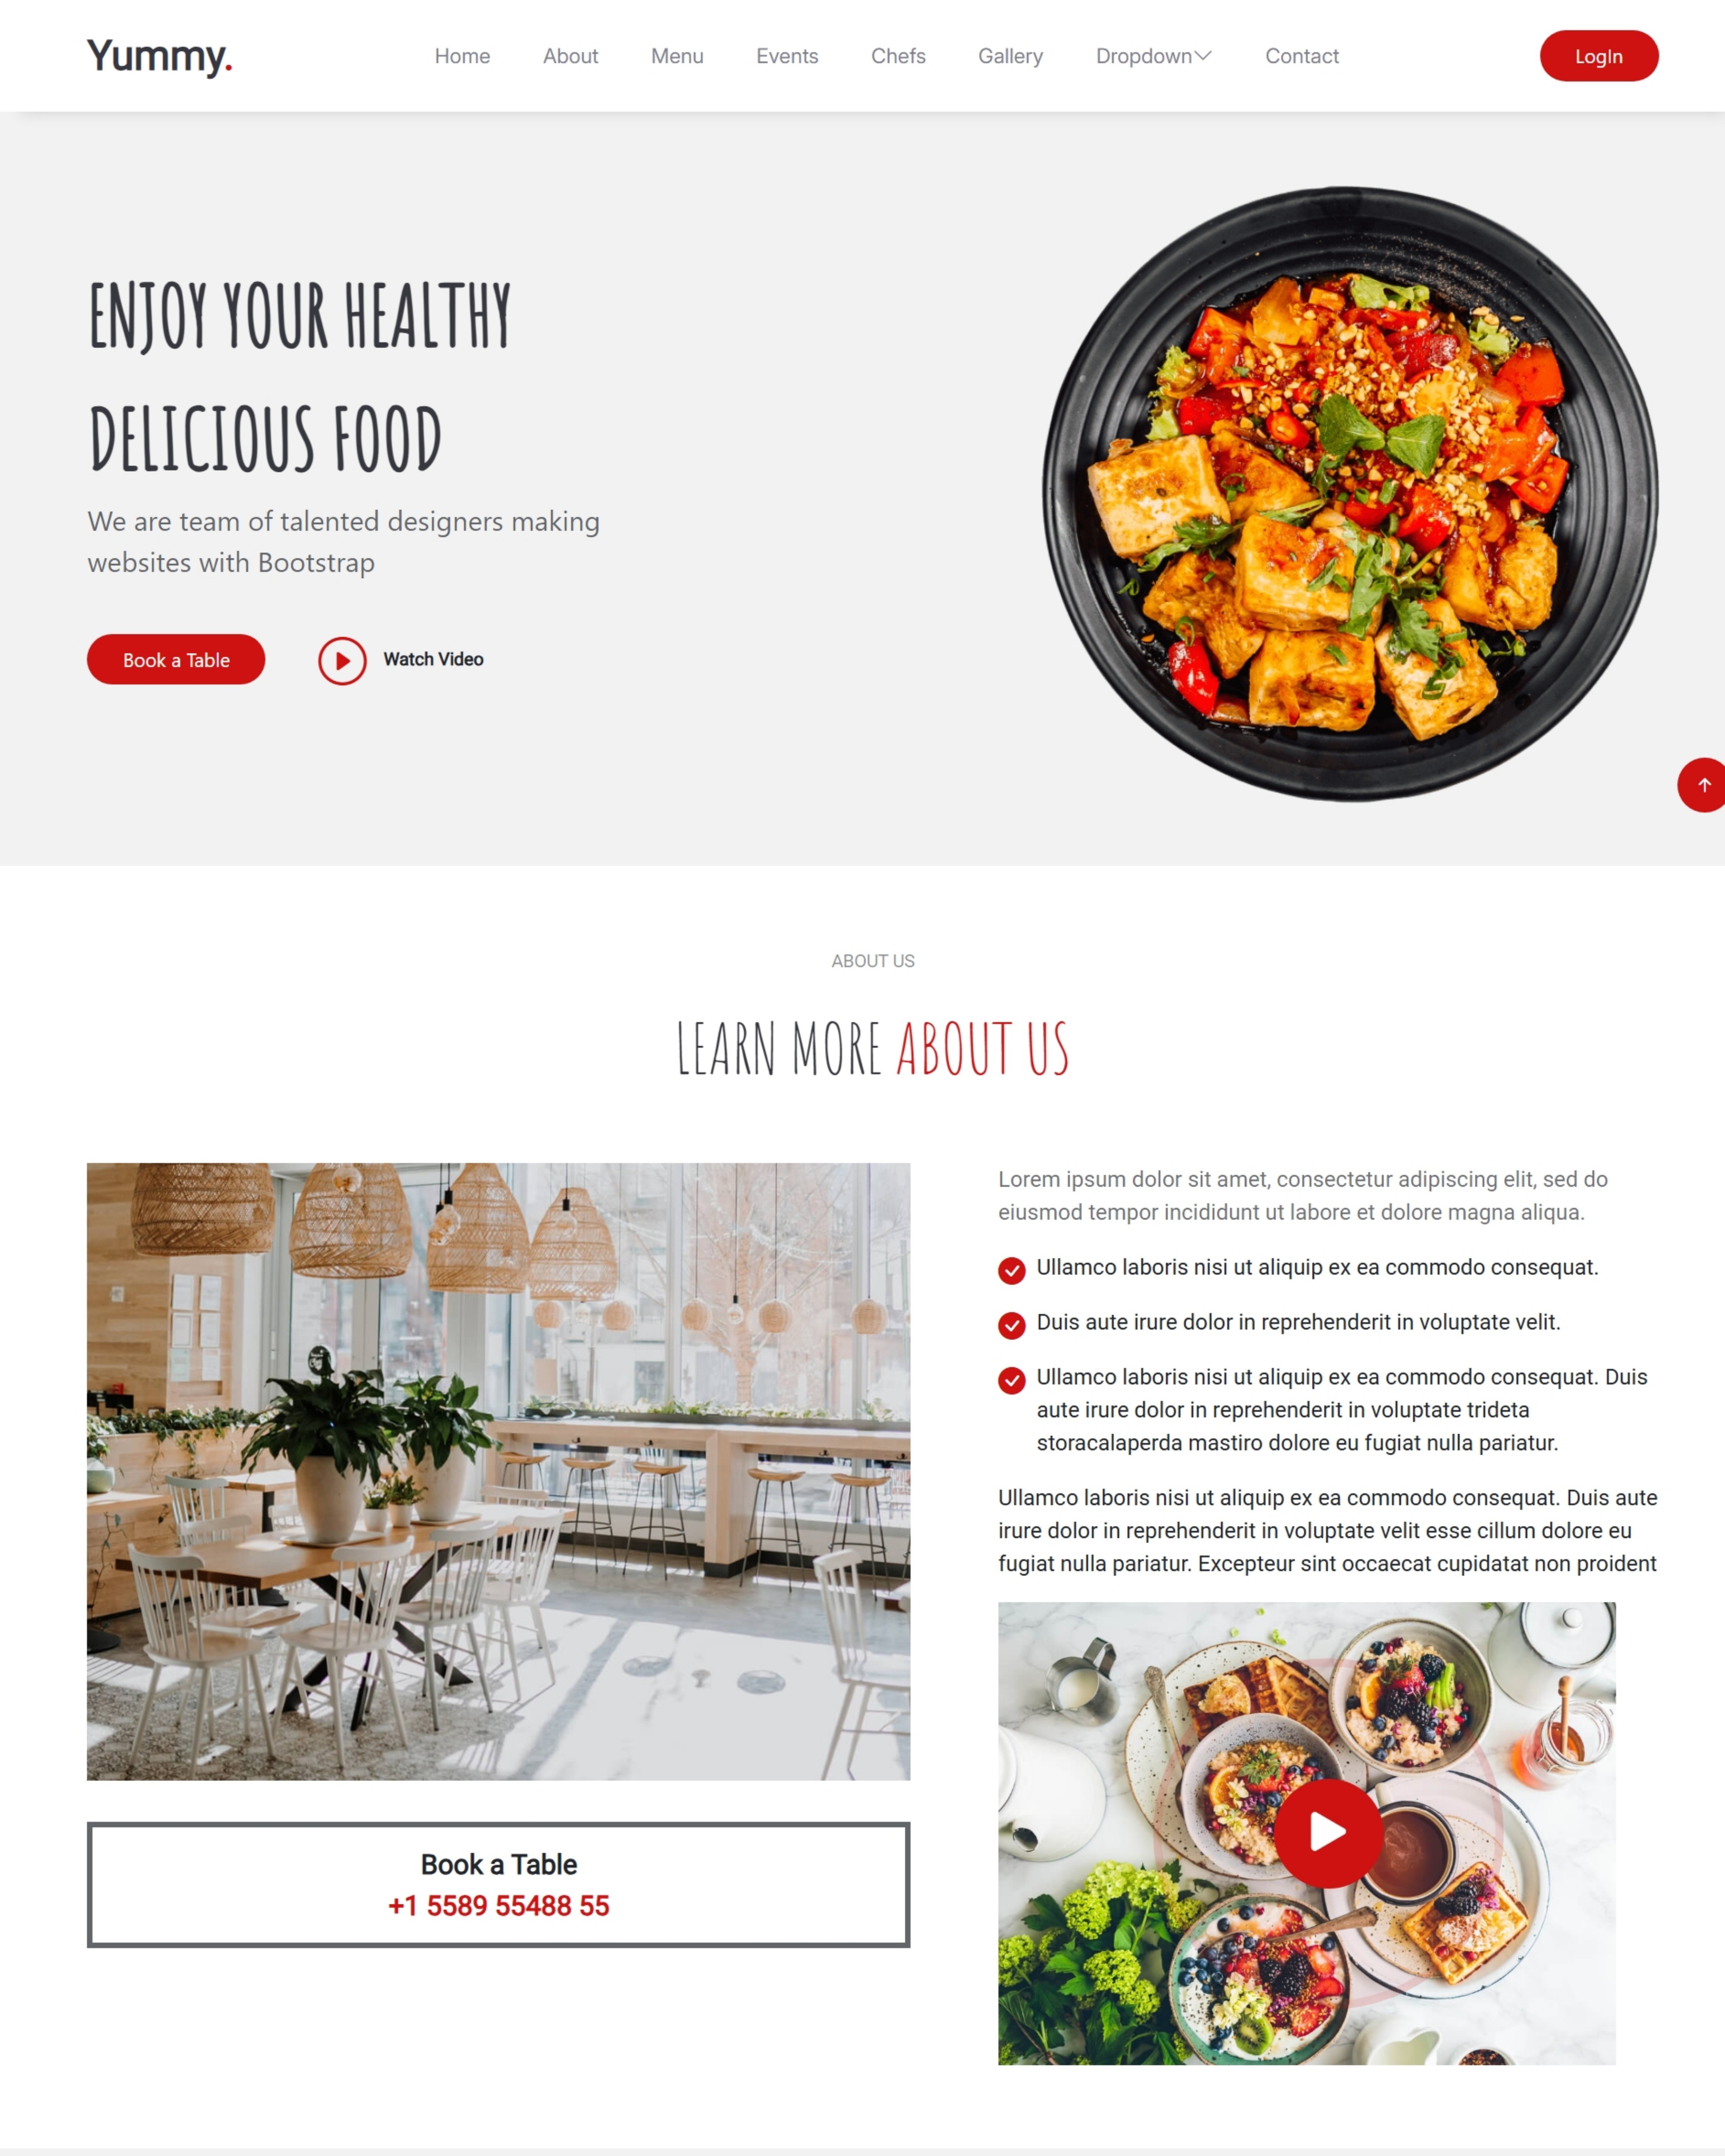 Yummy.
Home About Menu Events Chefs Gallery Dropdown Contact
LogIn
ENJOY YOUR HEALTHY
DELICIOUS FOOD
We are team of talented designers making
websites with Bootstrap
Book a Table
Watch Video
ABOUT US
LEARN MORE ABOUT US
Lorem ipsum dolor sit amet, consectetur adipiscing elit, sed do
eiusmod tempor incididunt ut labore et dolore magna aliqua.
Ullamco laboris nisi ut aliquip ex ea commodo consequat.
Duis aute irure dolor in reprehenderit in voluptate velit.
Ullamco laboris nisi ut aliquip ex ea commodo consequat. Duis
aute irure dolor in reprehenderit in voluptate trideta
storacalaperda mastiro dolore eu fugiat nulla pariatur.
Ullamco laboris nisi ut aliquip ex ea commodo consequat. Duis aute
irure dolor in reprehenderit in voluptate velit esse cillum dolore eu
fugiat nulla pariatur. Excepteur sint occaecat cupidatat non proident
Book a Table
+1 5589 55488 55